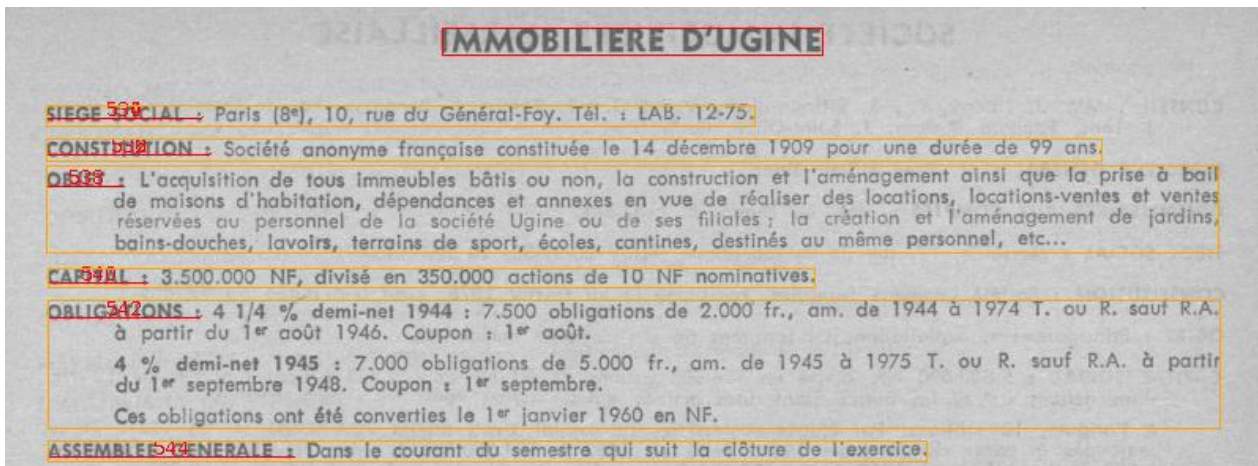 IMMOBILIERE D'UGINE
SIEGE SOCIAL : Paris (8e), 10, rue du Général-Foy. Tél. : LAB. 12-75.
CONSTITUTION : Société anonyme française constituée le 14 décembre 1909 pour une durée de 99 ans.
OBJET : L'acquisition de tous immeubles bâtis ou non, la construction et l'aménagement ainsi que la prise à bail
de maisons d'habitation, dépendances et annexes en vue de réaliser des locations, locations-ventes et ventes
réservées au personnel de la société Ugine ou de ses filiales ; la création et l'aménagement de jardins,
bains-douches, lavoirs, terrains de sport, écoles, cantines, destinés au même personnel, etc...
CAPITAL : 3.500.000 NF, divisé en 350.000 actions de 10 NF nominatives.
OBLIGATIONS : 4 1/4 % demi-net 1944 : 7.500 obligations de 2.000 fr., am. de 1944 à 1974 T. ou R. sauf R.A.
à partir du 1er août 1946. Coupon : 1er août.
4 % demi-net 1945 : 7.000 obligations de 5.000 fr., am. de 1945 à 1975 T. ou R. sauf R.A. à partir
du 1er septembre 1948. Coupon : 1er septembre.
Ces obligations ont été converties le 1er janvier 1960 en NF.
ASSEMBLEE GENERALE : Dans le courant du semestre qui suit la clôture de l'exercice.
542
544